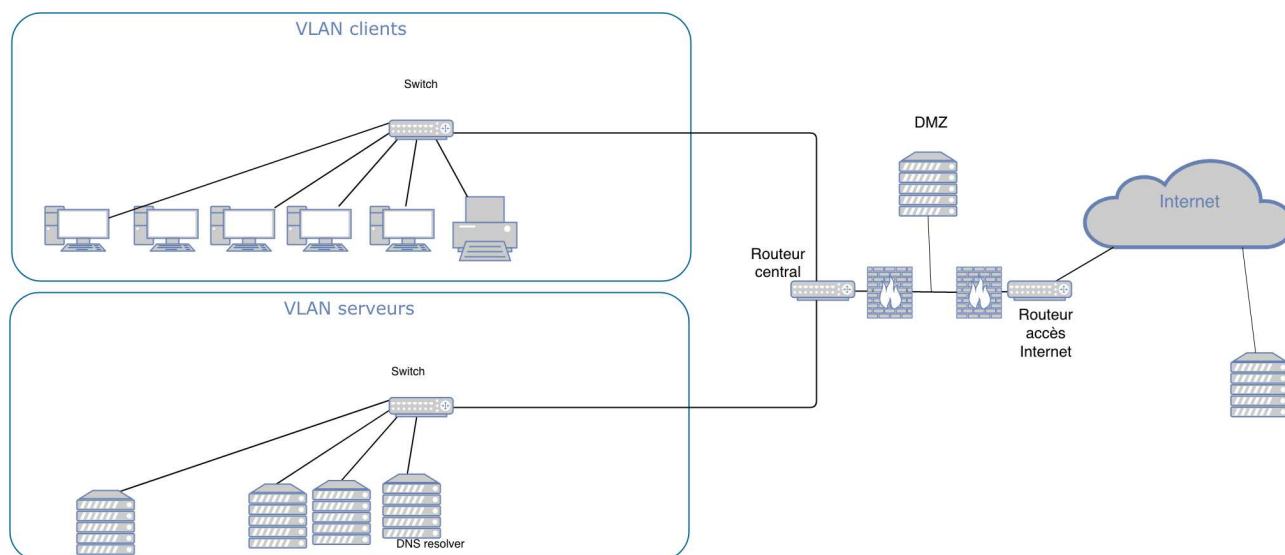 VLAN clients
Switch
DMZ
Internet
Routeur
central
Routeur
accès
Internet
VLAN serveurs
Switch
DNS resolver